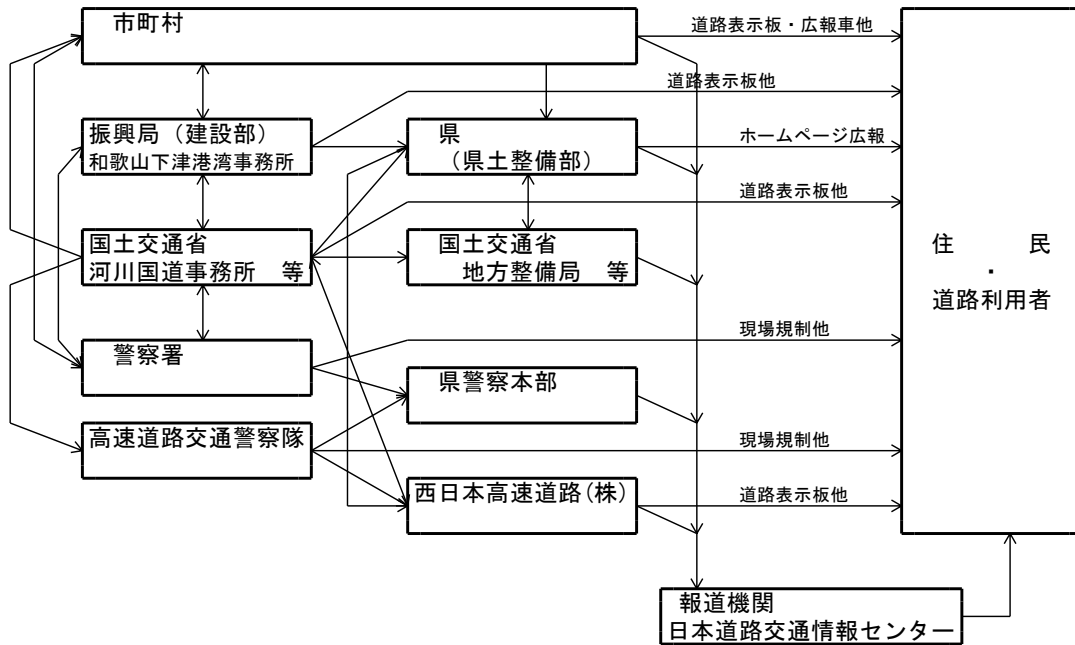 市町村
道路表示板・広報車他
道路表示板他
振興局（建設部）
和歌山下津港湾事務所
県
（県土整備部）
ホームページ広報
道路表示板他
国土交通省
河川国道事務所　等
国土交通省
地方整備局　等
住　　民
・
道路利用者
現場規制他
警察署
県警察本部
高速道路交通警察隊
現場規制他
西日本高速道路(株)
道路表示板他
報道機関
日本道路交通情報センター